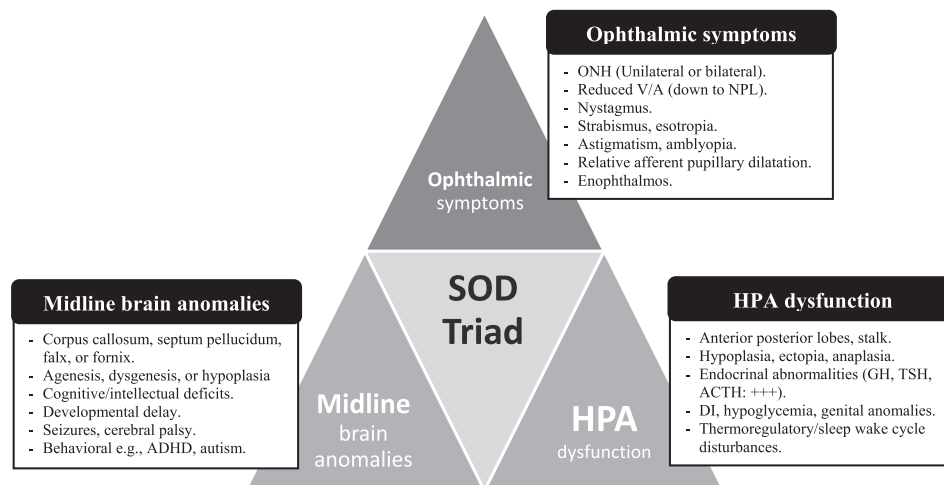 Ophthalmic symptoms
- ONH (Unilateral or bilateral).
- Reduced V/A (down to NPL).
- Nystagmus.
- Strabismus, esotropia.
- Astigmatism, amblyopia.
- Relative afferent pupillary dilatation.
- Enophthalmos.
Ophthalmic
symptoms
SOD
Triad
Midline brain anomalies
- Corpus callosum, septum pellucidum,
falx, or fornix.
- Agenesis, dysgenesis, or hypoplasia
- Cognitive/intellectual deficits.
- Developmental delay.
- Seizures, cerebral palsy.
- Behavioral e.g., ADHD, autism.
Midline
brain
anomalies
HPA
dysfunction
HPA dysfunction
- Anterior posterior lobes, stalk.
- Hypoplasia, ectopia, anaplasia.
- Endocrinal abnormalities (GH, TSH,
ACTH: +++).
- DI, hypoglycemia, genital anomalies.
- Thermoregulatory/sleep wake cycle
disturbances.